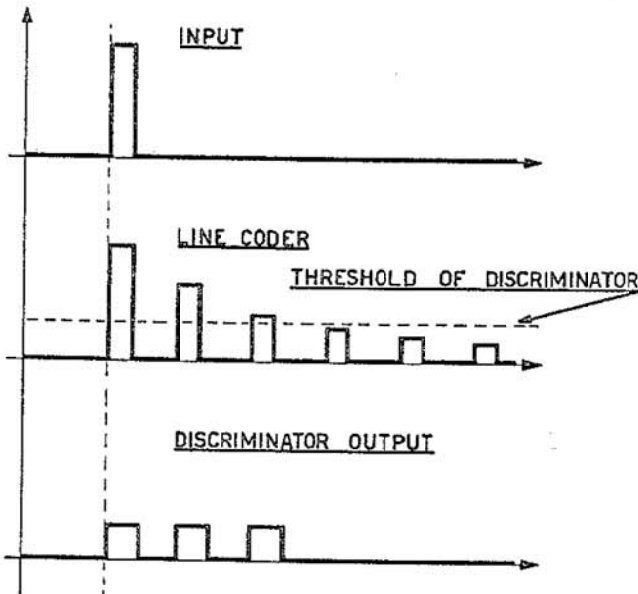 INPUT
LINE CODER
THRESHOLD OF DISCRIMINATOR
DISCRIMINATOR OUTPUT